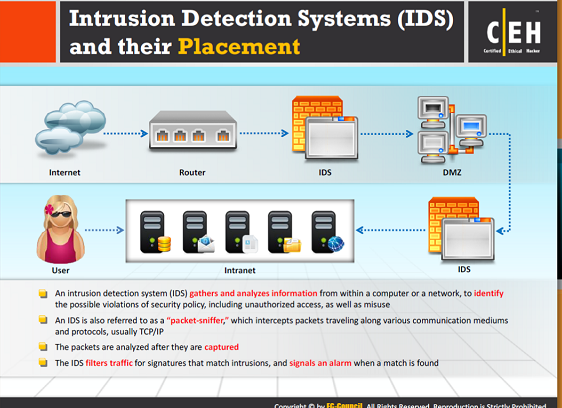 Intrusion Detection Systems (IDS)
and their Placement
C|EH
Certified Ethical Hacker
Internet
Router
IDS
DMZ
User
Intranet
IDS
An intrusion detection system (IDS) gathers and analyzes information from within a computer or a network, to identify
the possible violations of security policy, including unauthorized access, as well as misuse
An IDS is also referred to as a “packet-sniffer,” which intercepts packets traveling along various communication mediums
and protocols, usually TCP/IP
The packets are analyzed after they are captured
The IDS filters traffic for signatures that match intrusions, and signals an alarm when a match is found
Copyright © by EC-Council. All Rights Reserved. Reproduction is Strictly Prohibited.